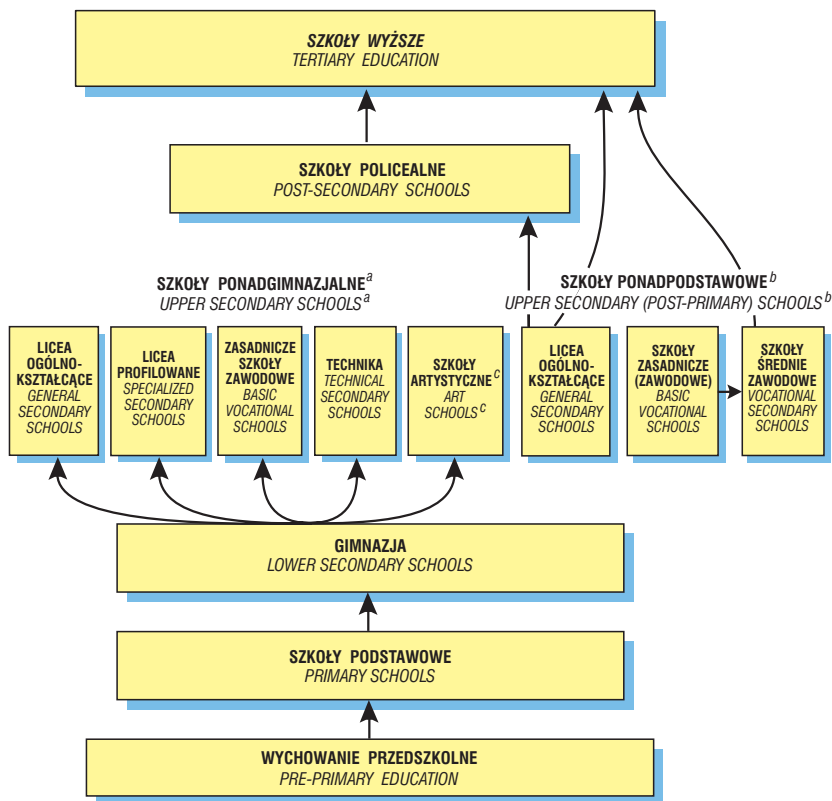 SZKOŁY WYŻSZE
TERTIARY EDUCATION
SZKOŁY POLICEALNE
POST-SECONDARY SCHOOLS
SZKOŁY PONADGIMNAZJALNE a
UPPER SECONDARY SCHOOLS a
SZKOŁY PONADPODSTAWOWE b
UPPER SECONDARY (POST-PRIMARY) SCHOOLS b
LICEA
OGÓLNO-
KSZTAŁCĄCE
GENERAL
SECONDARY
SCHOOLS
LICEA
PROFILOWANE
SPECIALIZED
SECONDARY
SCHOOLS
ZASADNICZE
SZKOŁY
ZAWODOWE
BASIC
VOCATIONAL
SCHOOLS
TECHNIKA
TECHNICAL
SECONDARY
SCHOOLS
SZKOŁY
ARTYSTYCZNE c
ART
SCHOOLS c
LICEA
OGÓLNO-
KSZTAŁCĄCE
GENERAL
SECONDARY
SCHOOLS
SZKOŁY
ZASADNICZE
(ZAWODOWE)
BASIC
VOCATIONAL
SCHOOLS
SZKOŁY
ŚREDNIE
ZAWODOWE
VOCATIONAL
SECONDARY
SCHOOLS
GIMNAZJA
LOWER SECONDARY SCHOOLS
SZKOŁY PODSTAWOWE
PRIMARY SCHOOLS
WYCHOWANIE PRZEDSZKOLNE
PRE-PRIMARY EDUCATION